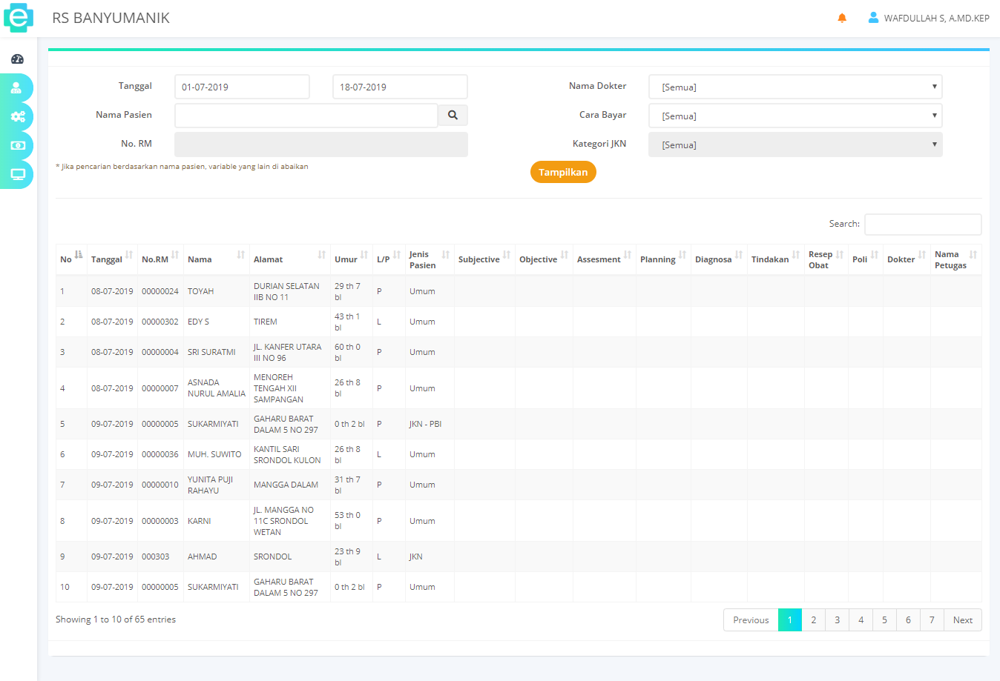 e RS BANYUMANIK WAFDULLAH S, A.MD.KEP
Tanggal 01-07-2019 18-07-2019 Nama Dokter [Semua]
Nama Pasien Cara Bayar [Semua]
No. RM Kategori JKN [Semua]
* Jika pencarian berdasarkan nama pasien, variable yang lain di abaikan Tampilkan
Search:
No Tanggal No.RM Nama Alamat Umur L/P Jenis Pasien Subjective Objective Assesment Planning Diagnosa Tindakan Resep Obat Poli Dokter Nama Petugas
1 08-07-2019 00000024 TOYAH DURIAN SELATAN IIB NO 11 29 th 7 bl P Umum
2 08-07-2019 00000302 EDY S TIREM 43 th 1 bl L Umum
3 08-07-2019 00000004 SRI SURATMI JL. KANFER UTARA III NO 96 60 th 0 bl P Umum
4 08-07-2019 00000007 ASNADA NURUL AMALIA MENOREH TENGAH XII SAMPANGAN 26 th 8 bl P Umum
5 09-07-2019 00000005 SUKARMIYATI GAHARU BARAT DALAM 5 NO 297 0 th 2 bl P JKN - PBI
6 09-07-2019 00000036 MUH. SUWITO KANTIL SARI SRONDOL KULON 26 th 8 bl L Umum
7 09-07-2019 00000010 YUNITA PUJI RAHAYU MANGGA DALAM 31 th 7 bl P Umum
8 09-07-2019 00000003 KARNI JL. MANGGA NO 11C SRONDOL WETAN 53 th 0 bl P Umum
9 09-07-2019 000303 AHMAD SRONDOL 23 th 9 bl L JKN
10 09-07-2019 00000005 SUKARMIYATI GAHARU BARAT DALAM 5 NO 297 0 th 2 bl P Umum
Showing 1 to 10 of 65 entries Previous 1 2 3 4 5 6 7 Next